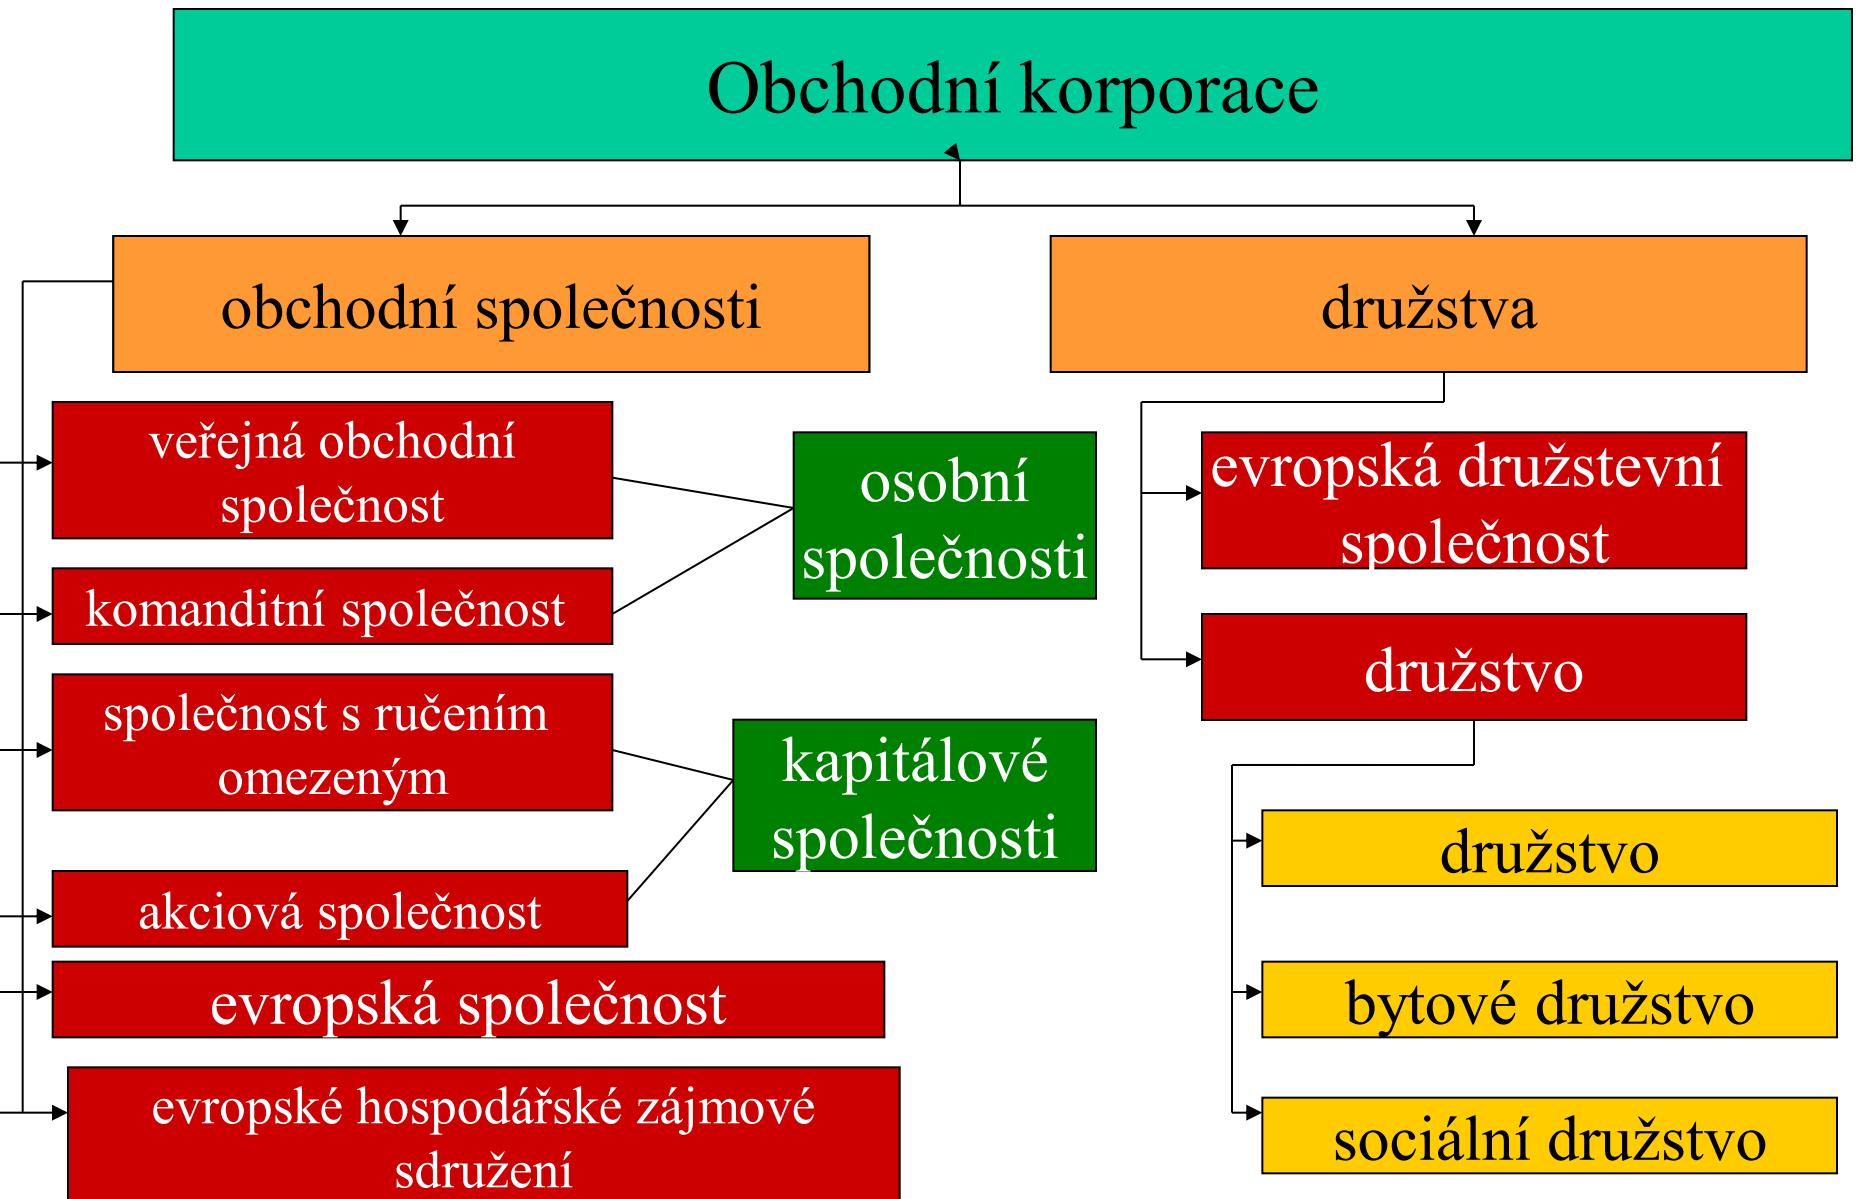 Obchodní korporace
obchodní společnosti
družstva
veřejná obchodní
společnost
komanditní společnost
společnost s ručením
omezeným
akciová společnost
evropská společnost
evropské hospodářské zájmové
sdružení
osobní
společnosti
kapitálové
společnosti
evropská družstevní
společnost
družstvo
družstvo
bytové družstvo
sociální družstvo